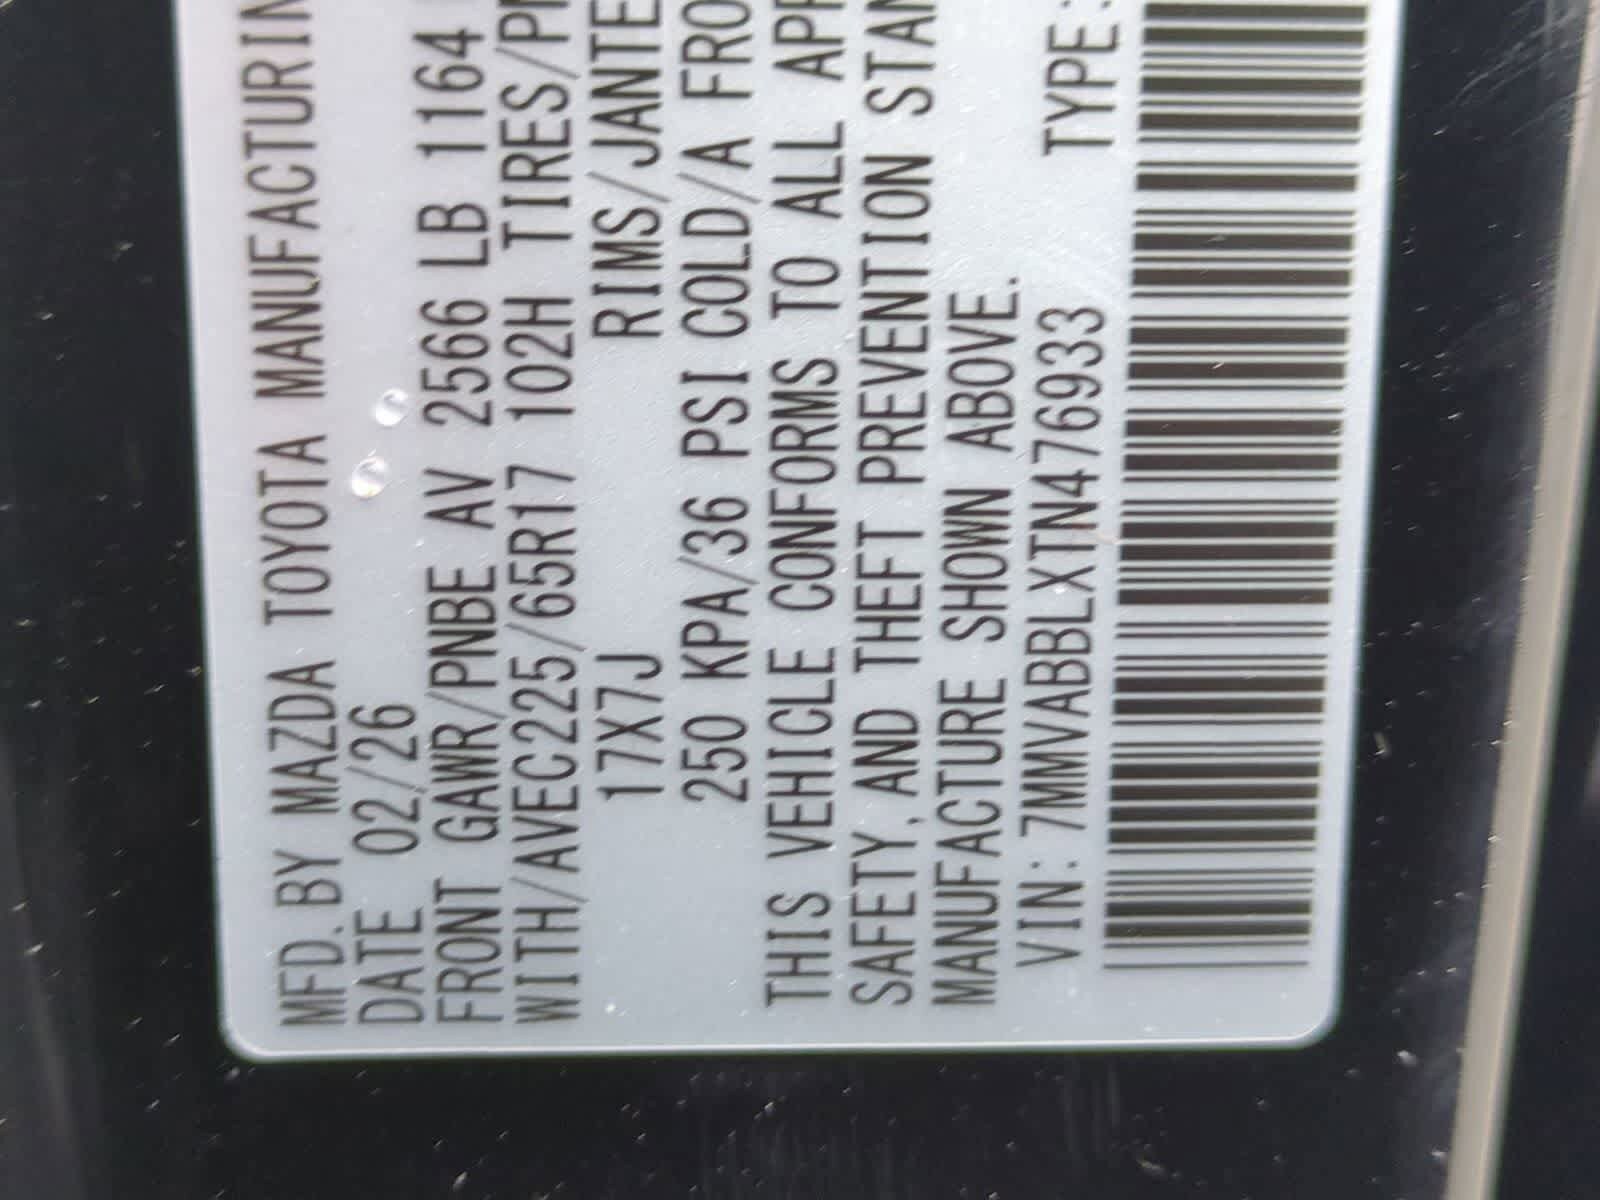 MFD.BY MAZDA TOYOTA MANUFACTURIN
DATE 02/26
FRONT GAWR/PNBE AV 2566 LB 1164
WITH/AVEC225/65R17 102H TIRES/P
17X7J RIMS/JANTE
250 KPA/36 PSI COLD/A FRO
THIS VEHICLE CONFORMS TO ALL APP
SAFETY,AND THEFT PREVENTION STAN
MANUFACTURE SHOWN ABOVE.
VIN:7MMVABBLXTN476933 TYPE: